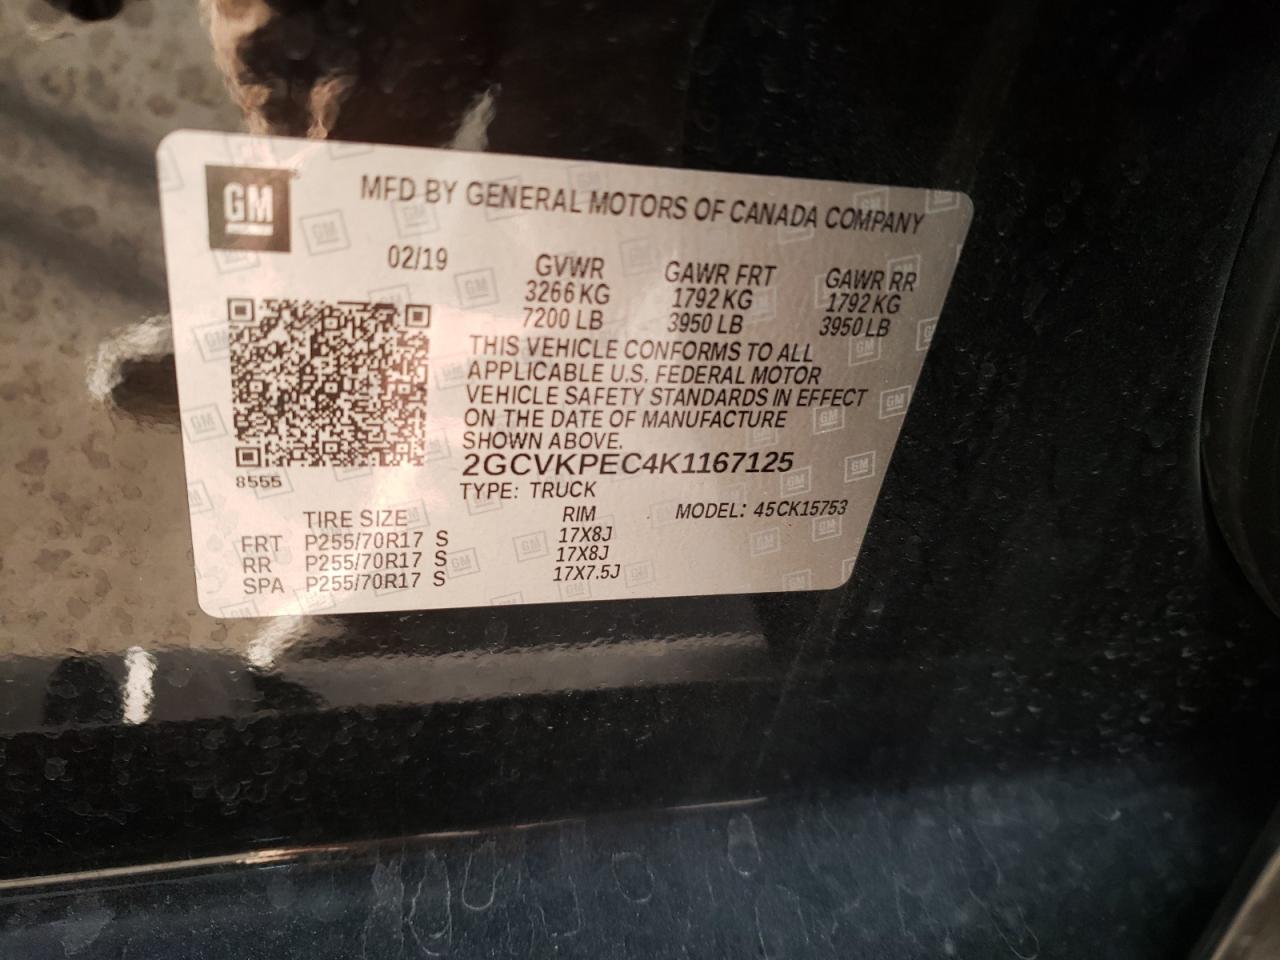 GM
MFD BY GENERAL MOTORS OF CANADA COMPANY
02/19
GVWR GAWR FRT GAWR RR
3266 KG 1792 KG 1792 KG
7200 LB 3950 LB 3950 LB
THIS VEHICLE CONFORMS TO ALL
APPLICABLE U.S. FEDERAL MOTOR
VEHICLE SAFETY STANDARDS IN EFFECT
ON THE DATE OF MANUFACTURE
SHOWN ABOVE.
2GCVKPEC4K1167125
8555
TYPE: TRUCK
TIRE SIZE RIM MODEL: 45CK15753
FRT P255/70R17 S 17X8J
RR P255/70R17 S 17X8J
SPA P255/70R17 S 17X7.5J